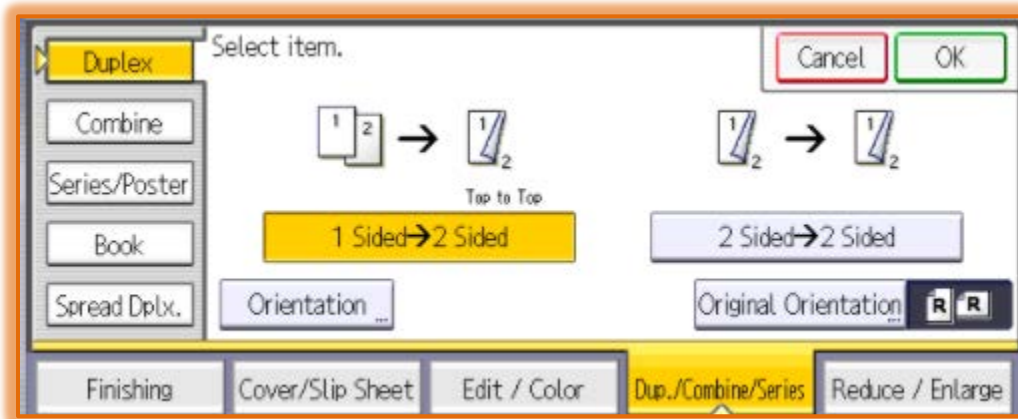 Duplex
Select item.
Cancel
OK
Combine
1 2 → 1 2
1 2 → 1 2
Series/Poster
Top to Top
Book
1 Sided→2 Sided
2 Sided→2 Sided
Spread Dplx.
Orientation ...
Original Orientation... R R
Finishing
Cover/Slip Sheet
Edit / Color
Dup./Combine/Series
Reduce / Enlarge